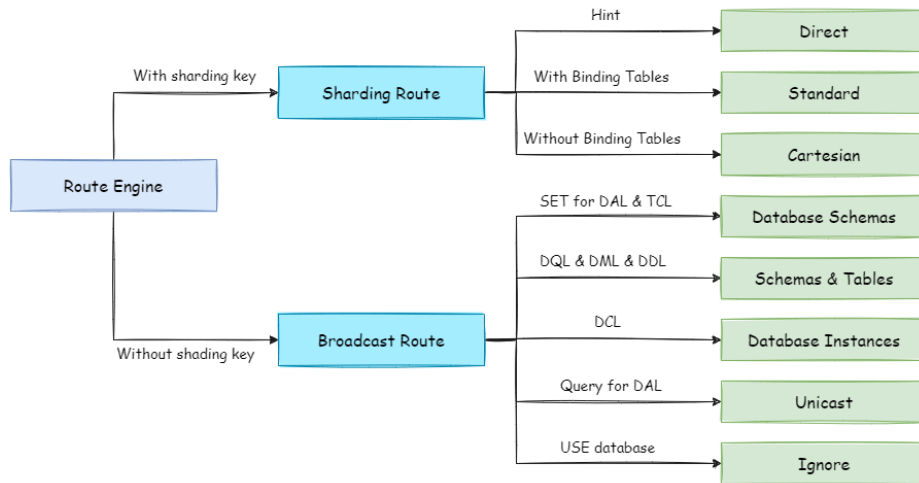 Hint
Direct
With sharding key
With Binding Tables
Sharding Route
Standard
Without Binding Tables
Cartesian
Route Engine
SET for DAL & TCL
Database Schemas
DQL & DML & DDL
Schemas & Tables
DCL
Broadcast Route
Database Instances
Without shading key
Query for DAL
Unicast
USE database
Ignore